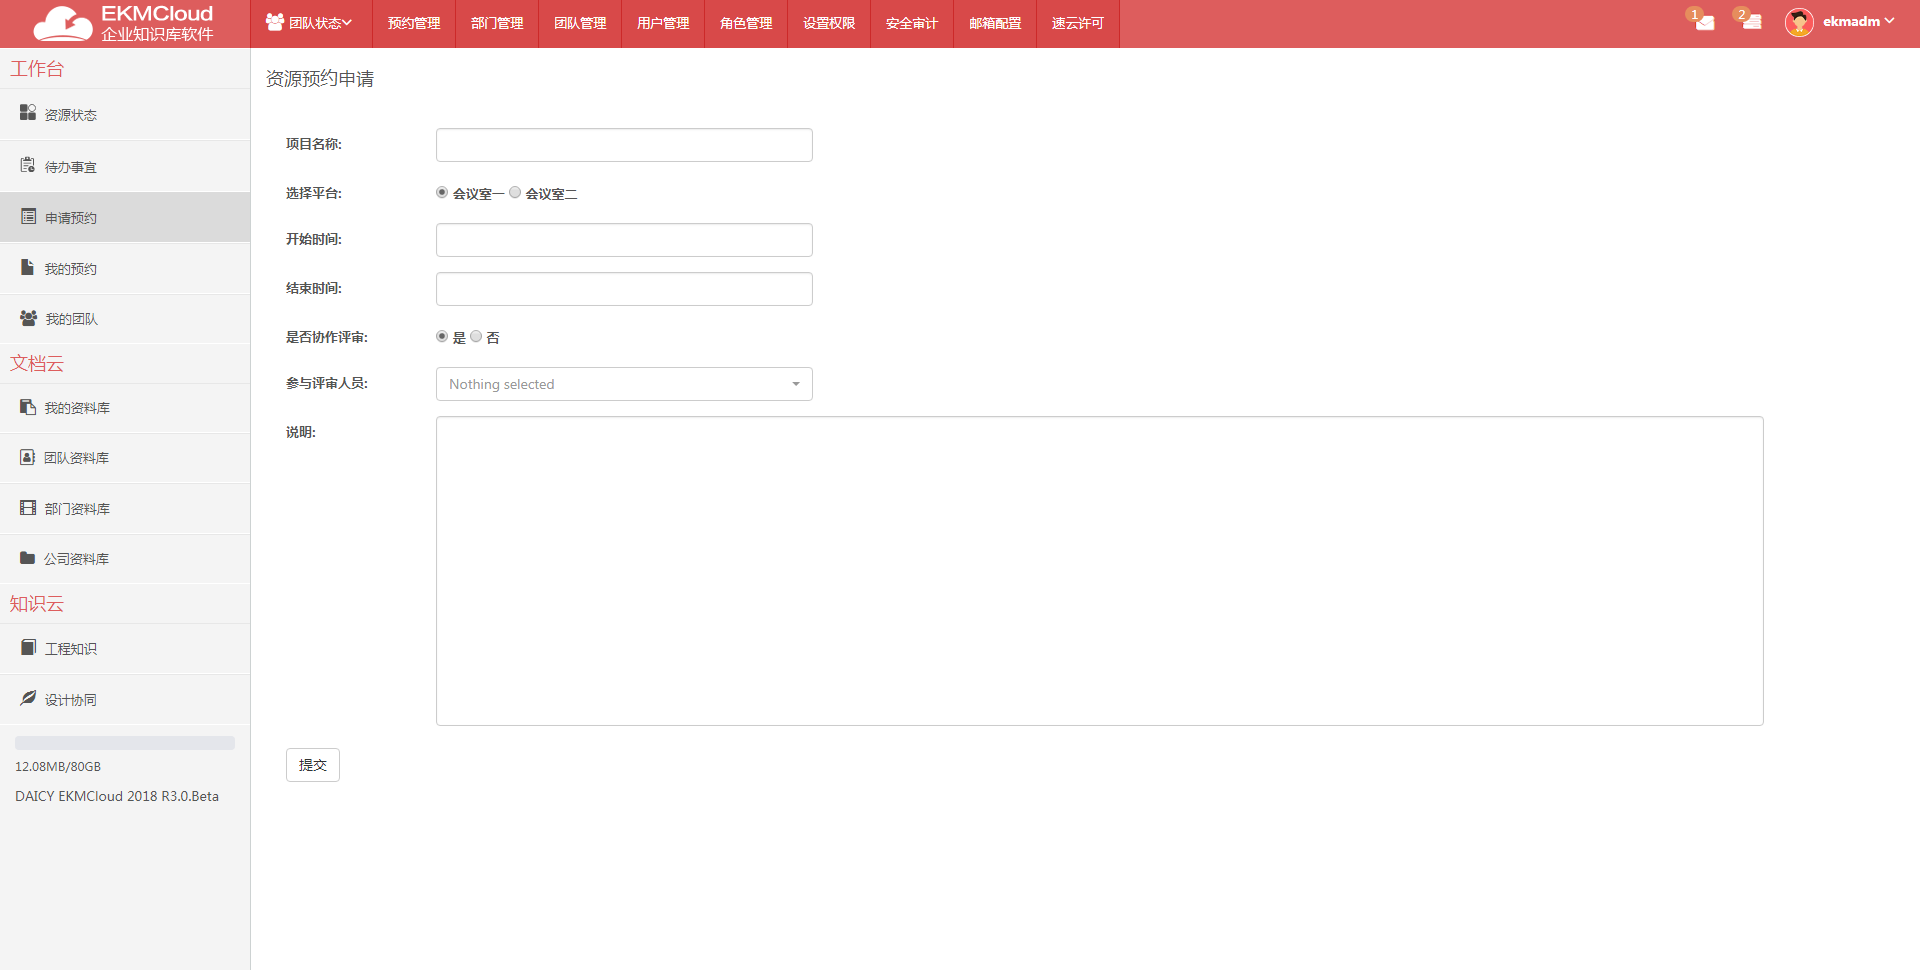 EKMCloud
企业知识库软件
团队状态
预约管理
部门管理
团队管理
用户管理
角色管理
设置权限
安全审计
邮箱配置
速云许可
1
2
ekmadm
工作台
资源状态
待办事宜
申请预约
我的预约
我的团队
文档云
我的资料库
团队资料库
部门资料库
公司资料库
知识云
工程知识
设计协同
12.08MB/80GB
DAICY EKMCloud 2018 R3.0.Beta
资源预约申请
项目名称:
选择平台:
会议室一 会议室二
开始时间:
结束时间:
是否协作评审:
是 否
参与评审人员:
Nothing selected
说明:
提交